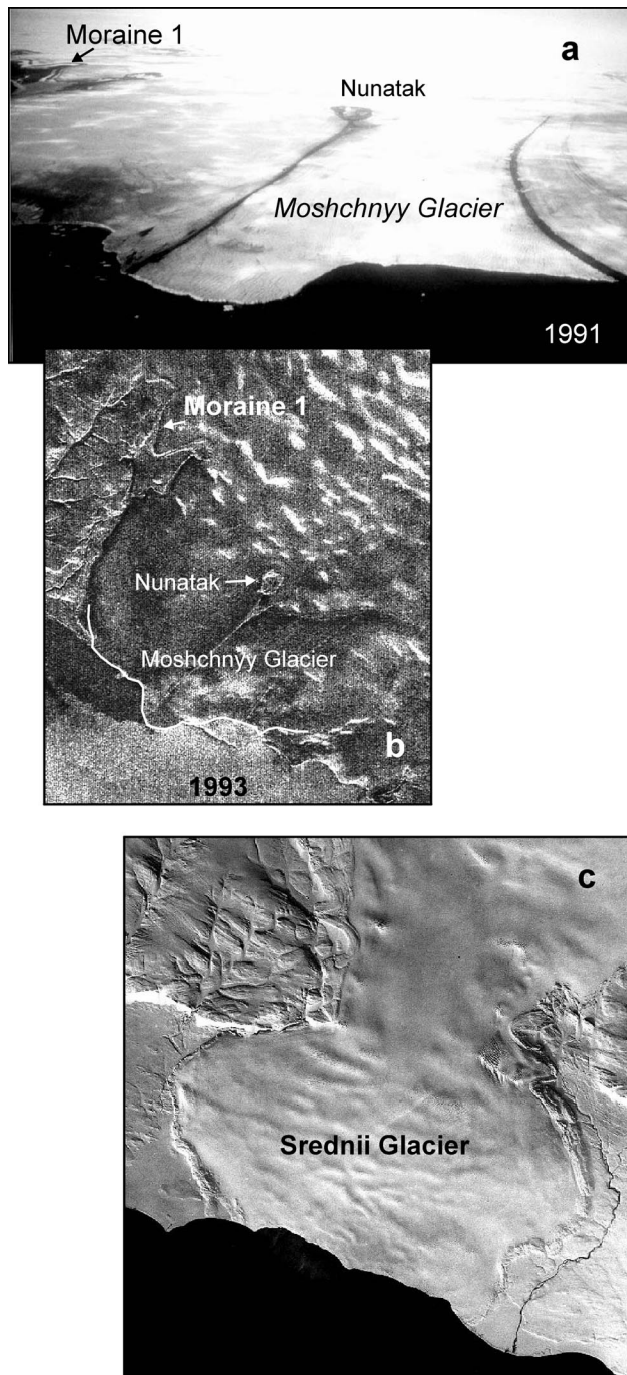 Moraine 1
a
Nunatak
Moshchnyy Glacier
1991
Moraine 1
Nunatak
Moshchnyy Glacier
b
1993
c
Srednii Glacier